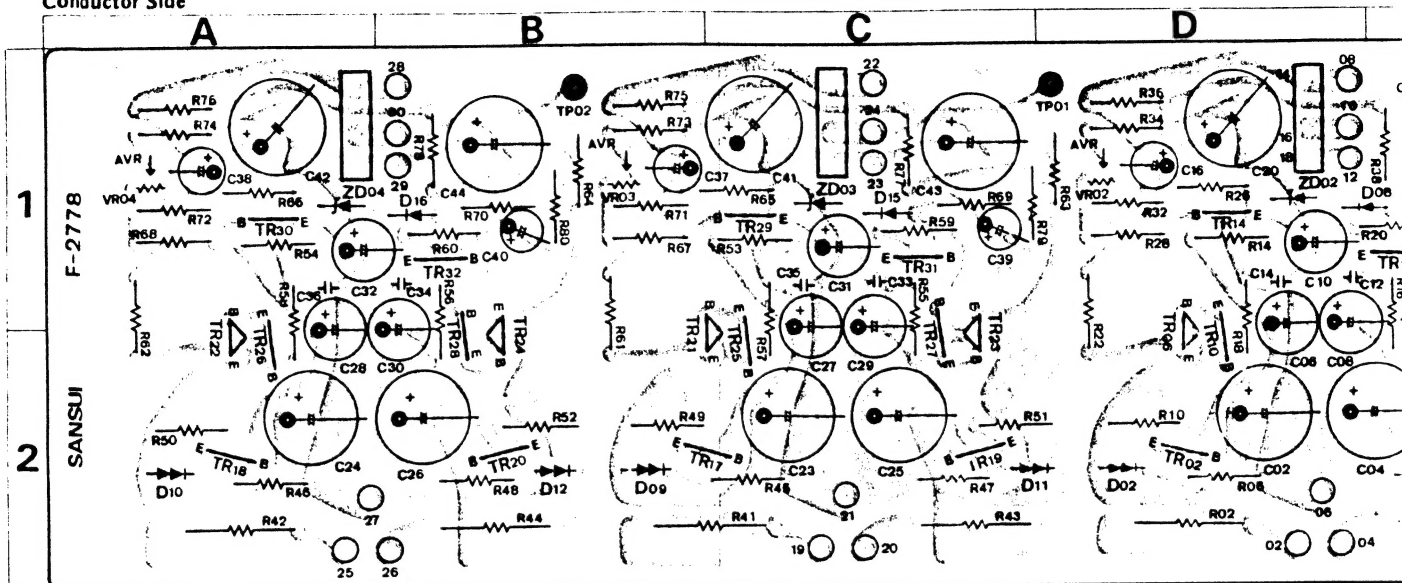 Conductor Side
A B C D
1
2
F-2778
SANSUI
28 TP02 22 TP01 08
R76 R75 R36
R74 R73 R34
AVR AVR AVR
VR04 VR03 VR02
C38 C42 ZD04 29 R78 C44 R64
C37 C41 ZD03 23 C43 R63
C16 C20 ZD02 12 R38
R66 D16 R70 R80
R65 D15 R69 R79
R26 D08
R72 R71 R32
B TR30 E B TR29 E B TR14 E
R68 R54 R60 C40
R67 R53 R59 C39
R28 R14 R20
E TR32 B E TR31 B E TR
C32 C31 C10
R58 C36 C34 R56
C35 C33 R55
C14 C12 R16
R62 TR22 B E TR26 E B C28 C30 TR28 B E TR24 B E
R61 TR21 B E TR25 E B R57 C27 C29 TR27 E B TR23 E B
R22 TR06 B E TR10 E B R18 C06 C08
R50 R52 R49 R51 R10
E TR18 B C24 C26 B TR20 E
E TR17 B C23 C25 B TR19 E
E TR02 B C02 C04
D10 D12 D09 D11 D02
R46 R48 R45 R47 R06
27 21 06
R42 R44 R41 R43 R02
25 26 19 20 02 04